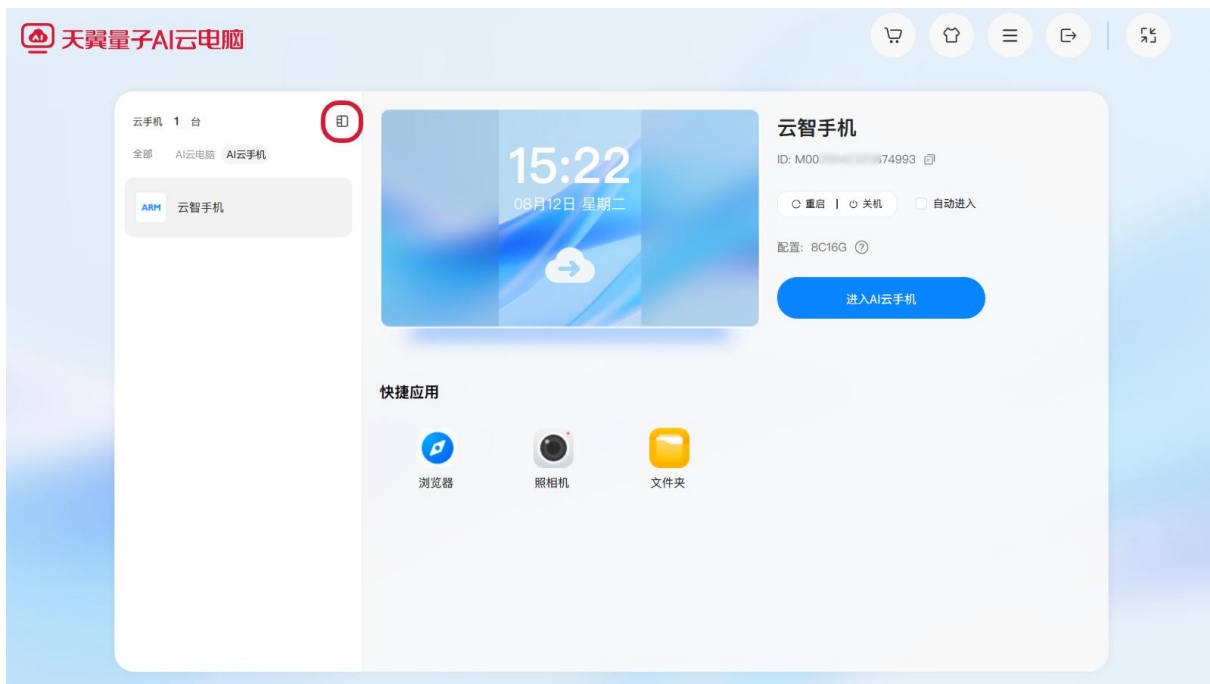 天翼量子AI云电脑
云手机 1 台
全部 AI云电脑 AI云手机
ARM 云智手机
15:22
08月12日 星期二
云智手机
ID: M00 74993
重启 | 关机 自动进入
配置: 8C16G
进入AI云手机
快捷应用
浏览器 照相机 文件夹